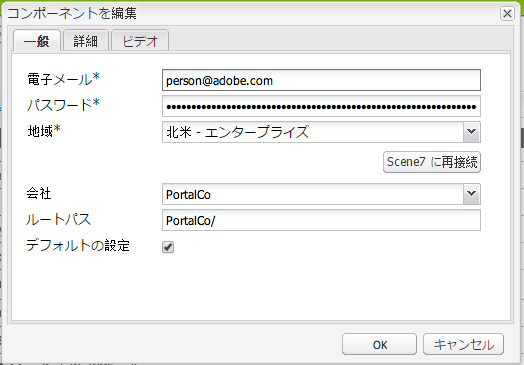 コンポーネントを編集
一般 詳細 ビデオ
電子メール* person@adobe.com
パスワード* ••••••••••••••••••••••••••••••••••••••••••••••••••••••••••••••
地域* 北米 - エンタープライズ
Scene7 に再接続
会社 PortalCo
ルートパス PortalCo/
デフォルトの設定
OK キャンセル